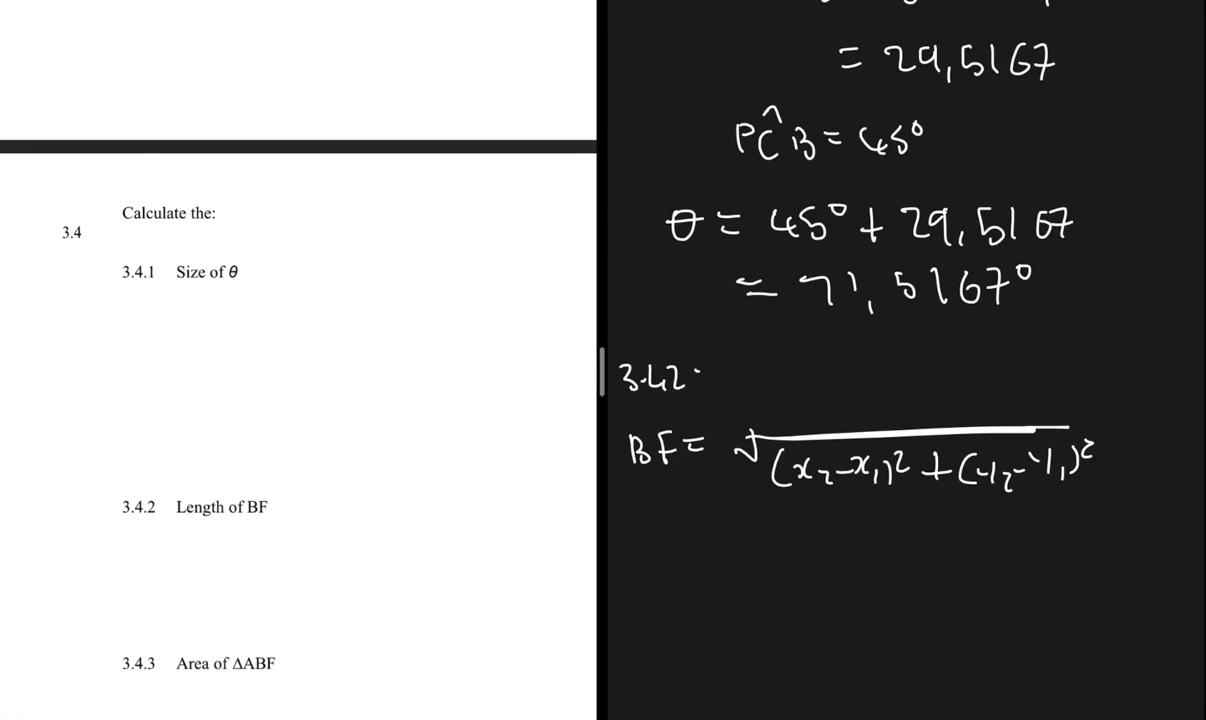 Calculate the:
3.4
3.4.1 Size of θ
3.4.2 Length of BF
3.4.3 Area of ΔABF
= 29,5167
PĈB = 45°
θ = 45° + 29,5167
= 71,5167°
3.42.
BF = √(x₂-x₁)² + (y₂-y₁)²